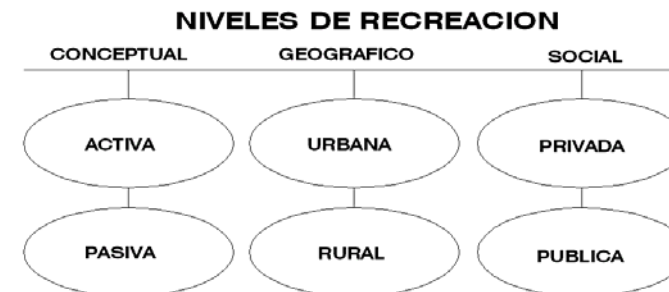 NIVELES DE RECREACION
CONCEPTUAL GEOGRAFICO SOCIAL
ACTIVA URBANA PRIVADA
PASIVA RURAL PUBLICA